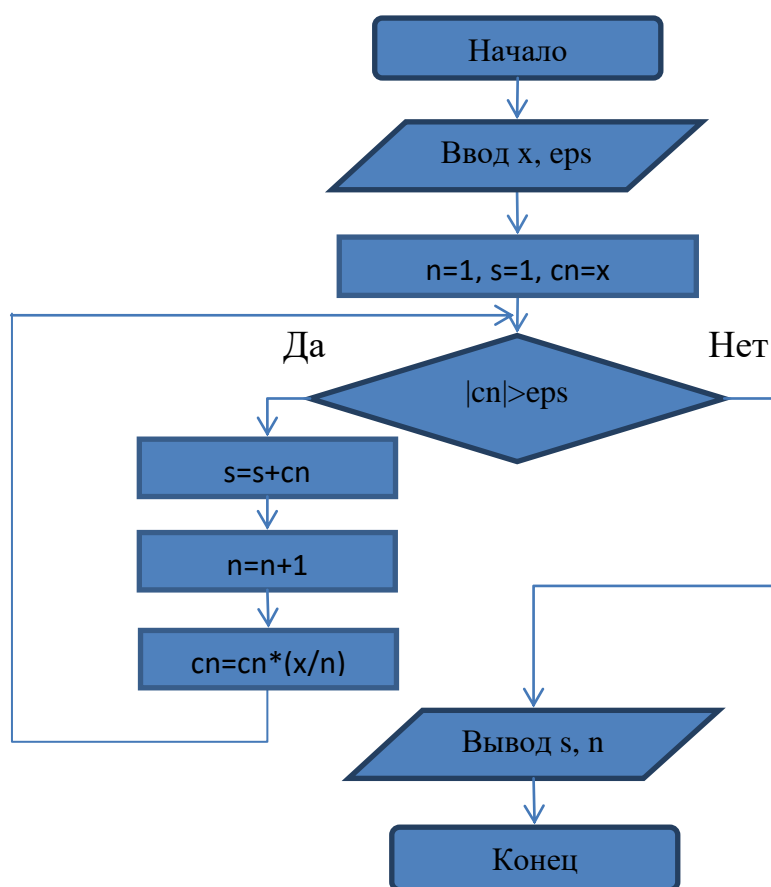 Начало
Ввод x, eps
n=1, s=1, cn=x
Да
Нет
|cn|>eps
s=s+cn
n=n+1
cn=cn*(x/n)
Вывод s, n
Конец